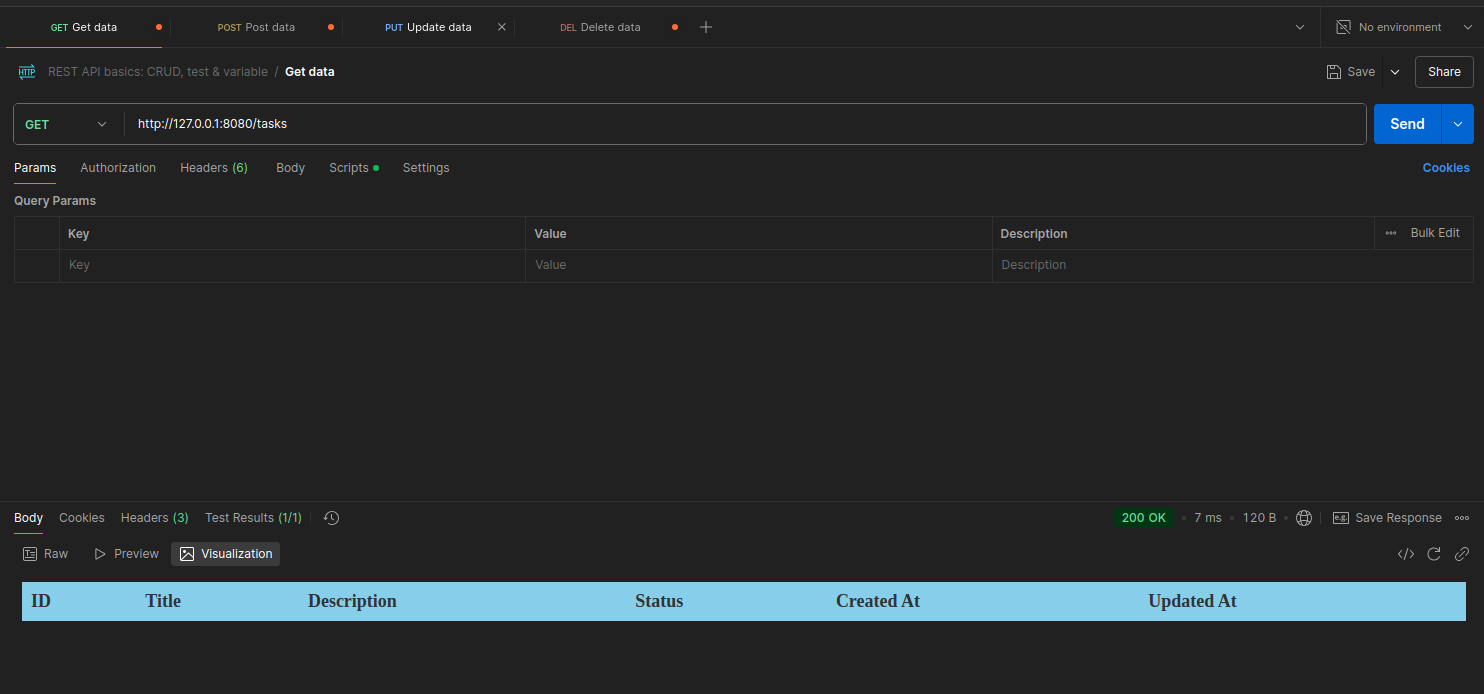 GET Get data POST Post data PUT Update data DEL Delete data No environment
HTTP REST API basics: CRUD, test & variable / Get data Save Share
GET http://127.0.0.1:8080/tasks Send
Params Authorization Headers (6) Body Scripts Settings Cookies
Query Params
Key Value Description Bulk Edit
Key Value Description
Body Cookies Headers (3) Test Results (1/1) 200 OK 7 ms 120 B e.g. Save Response
Raw Preview Visualization
ID Title Description Status Created At Updated At